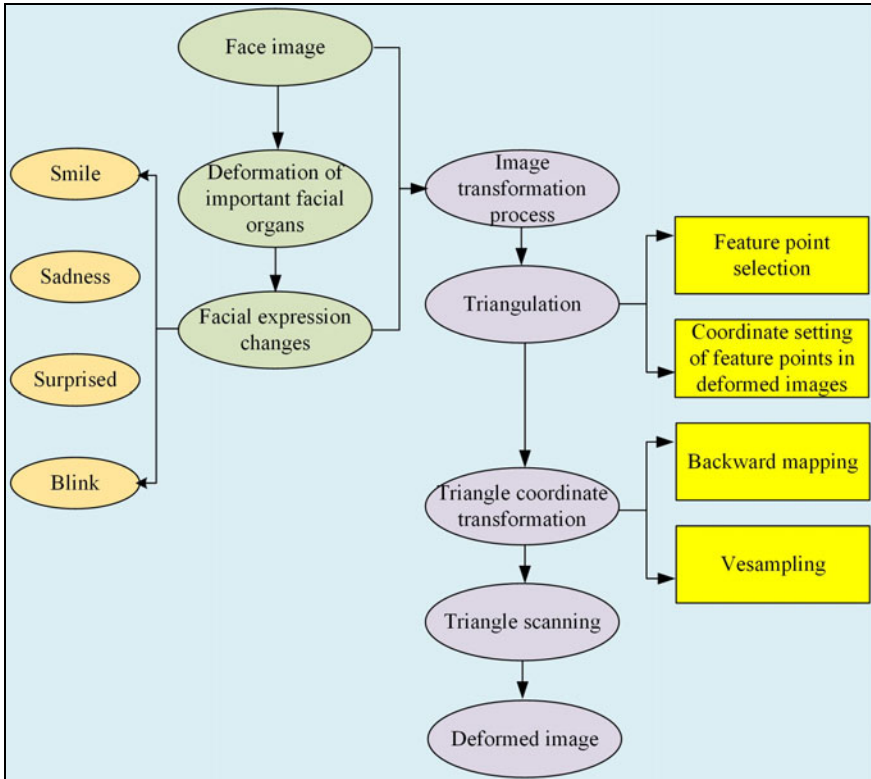 Face image
Deformation of
important facial
organs
Facial expression
changes
Smile
Sadness
Surprised
Blink
Image
transformation
process
Triangulation
Triangle coordinate
transformation
Triangle scanning
Deformed image
Feature point
selection
Coordinate setting
of feature points in
deformed images
Backward mapping
Vesampling